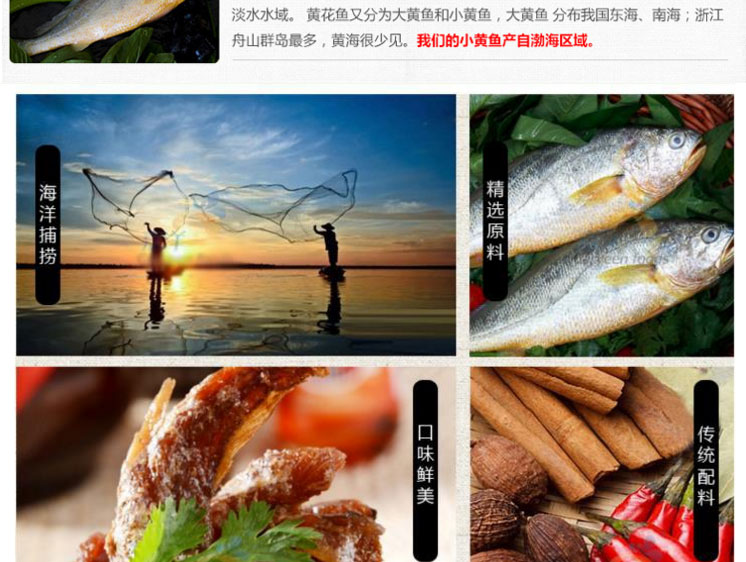 淡水水域。 黄花鱼又分为大黄鱼和小黄鱼，大黄鱼 分布我国东海、南海；浙江
舟山群岛最多，黄海很少见。我们的小黄鱼产自渤海区域。
海洋捕捞
精选原料
口味鲜美
传统配料